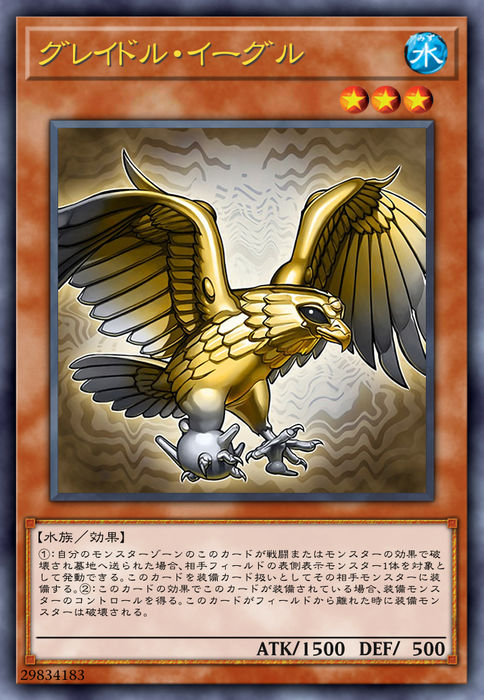 グレイドル・イーグル
みず
水
【水族／効果】
①:自分のモンスターゾーンのこのカードが戦闘またはモンスターの効果で破
壊され墓地へ送られた場合、相手フィールドの表側表示モンスター1体を対象と
して発動できる。このカードを装備カード扱いとしてその相手モンスターに装
備する。②:このカードの効果でこのカードが装備されている場合、装備モン
スターのコントロールを得る。このカードがフィールドから離れた時に装備モン
スターは破壊される。
ATK/1500 DEF/ 500
29834183